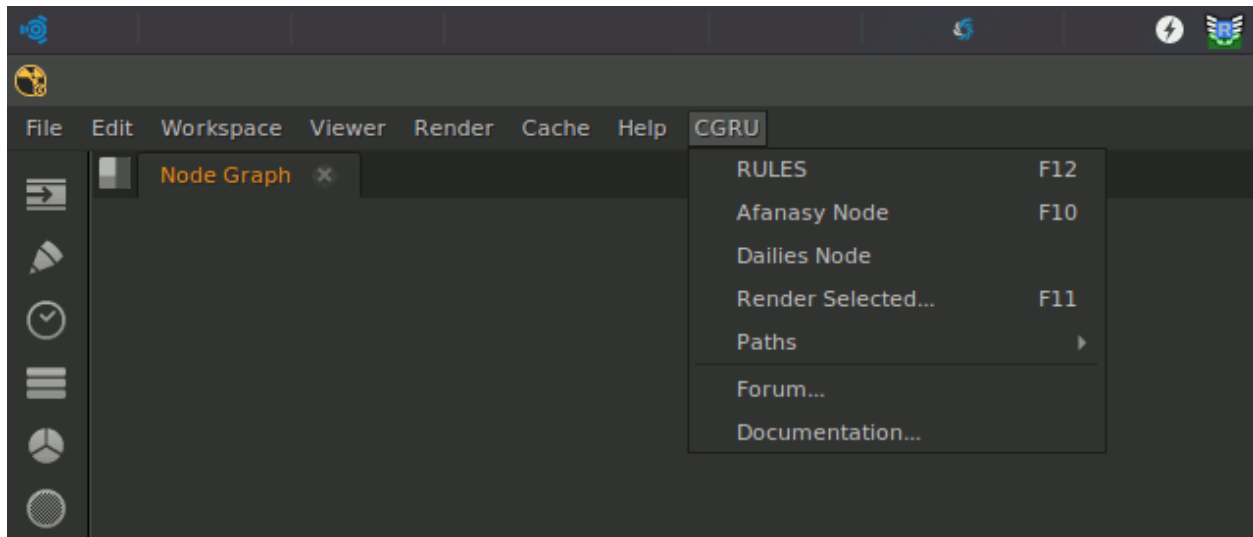 File Edit Workspace Viewer Render Cache Help CGRU
Node Graph
RULES F12
Afanasy Node F10
Dailies Node
Render Selected... F11
Paths
Forum...
Documentation...